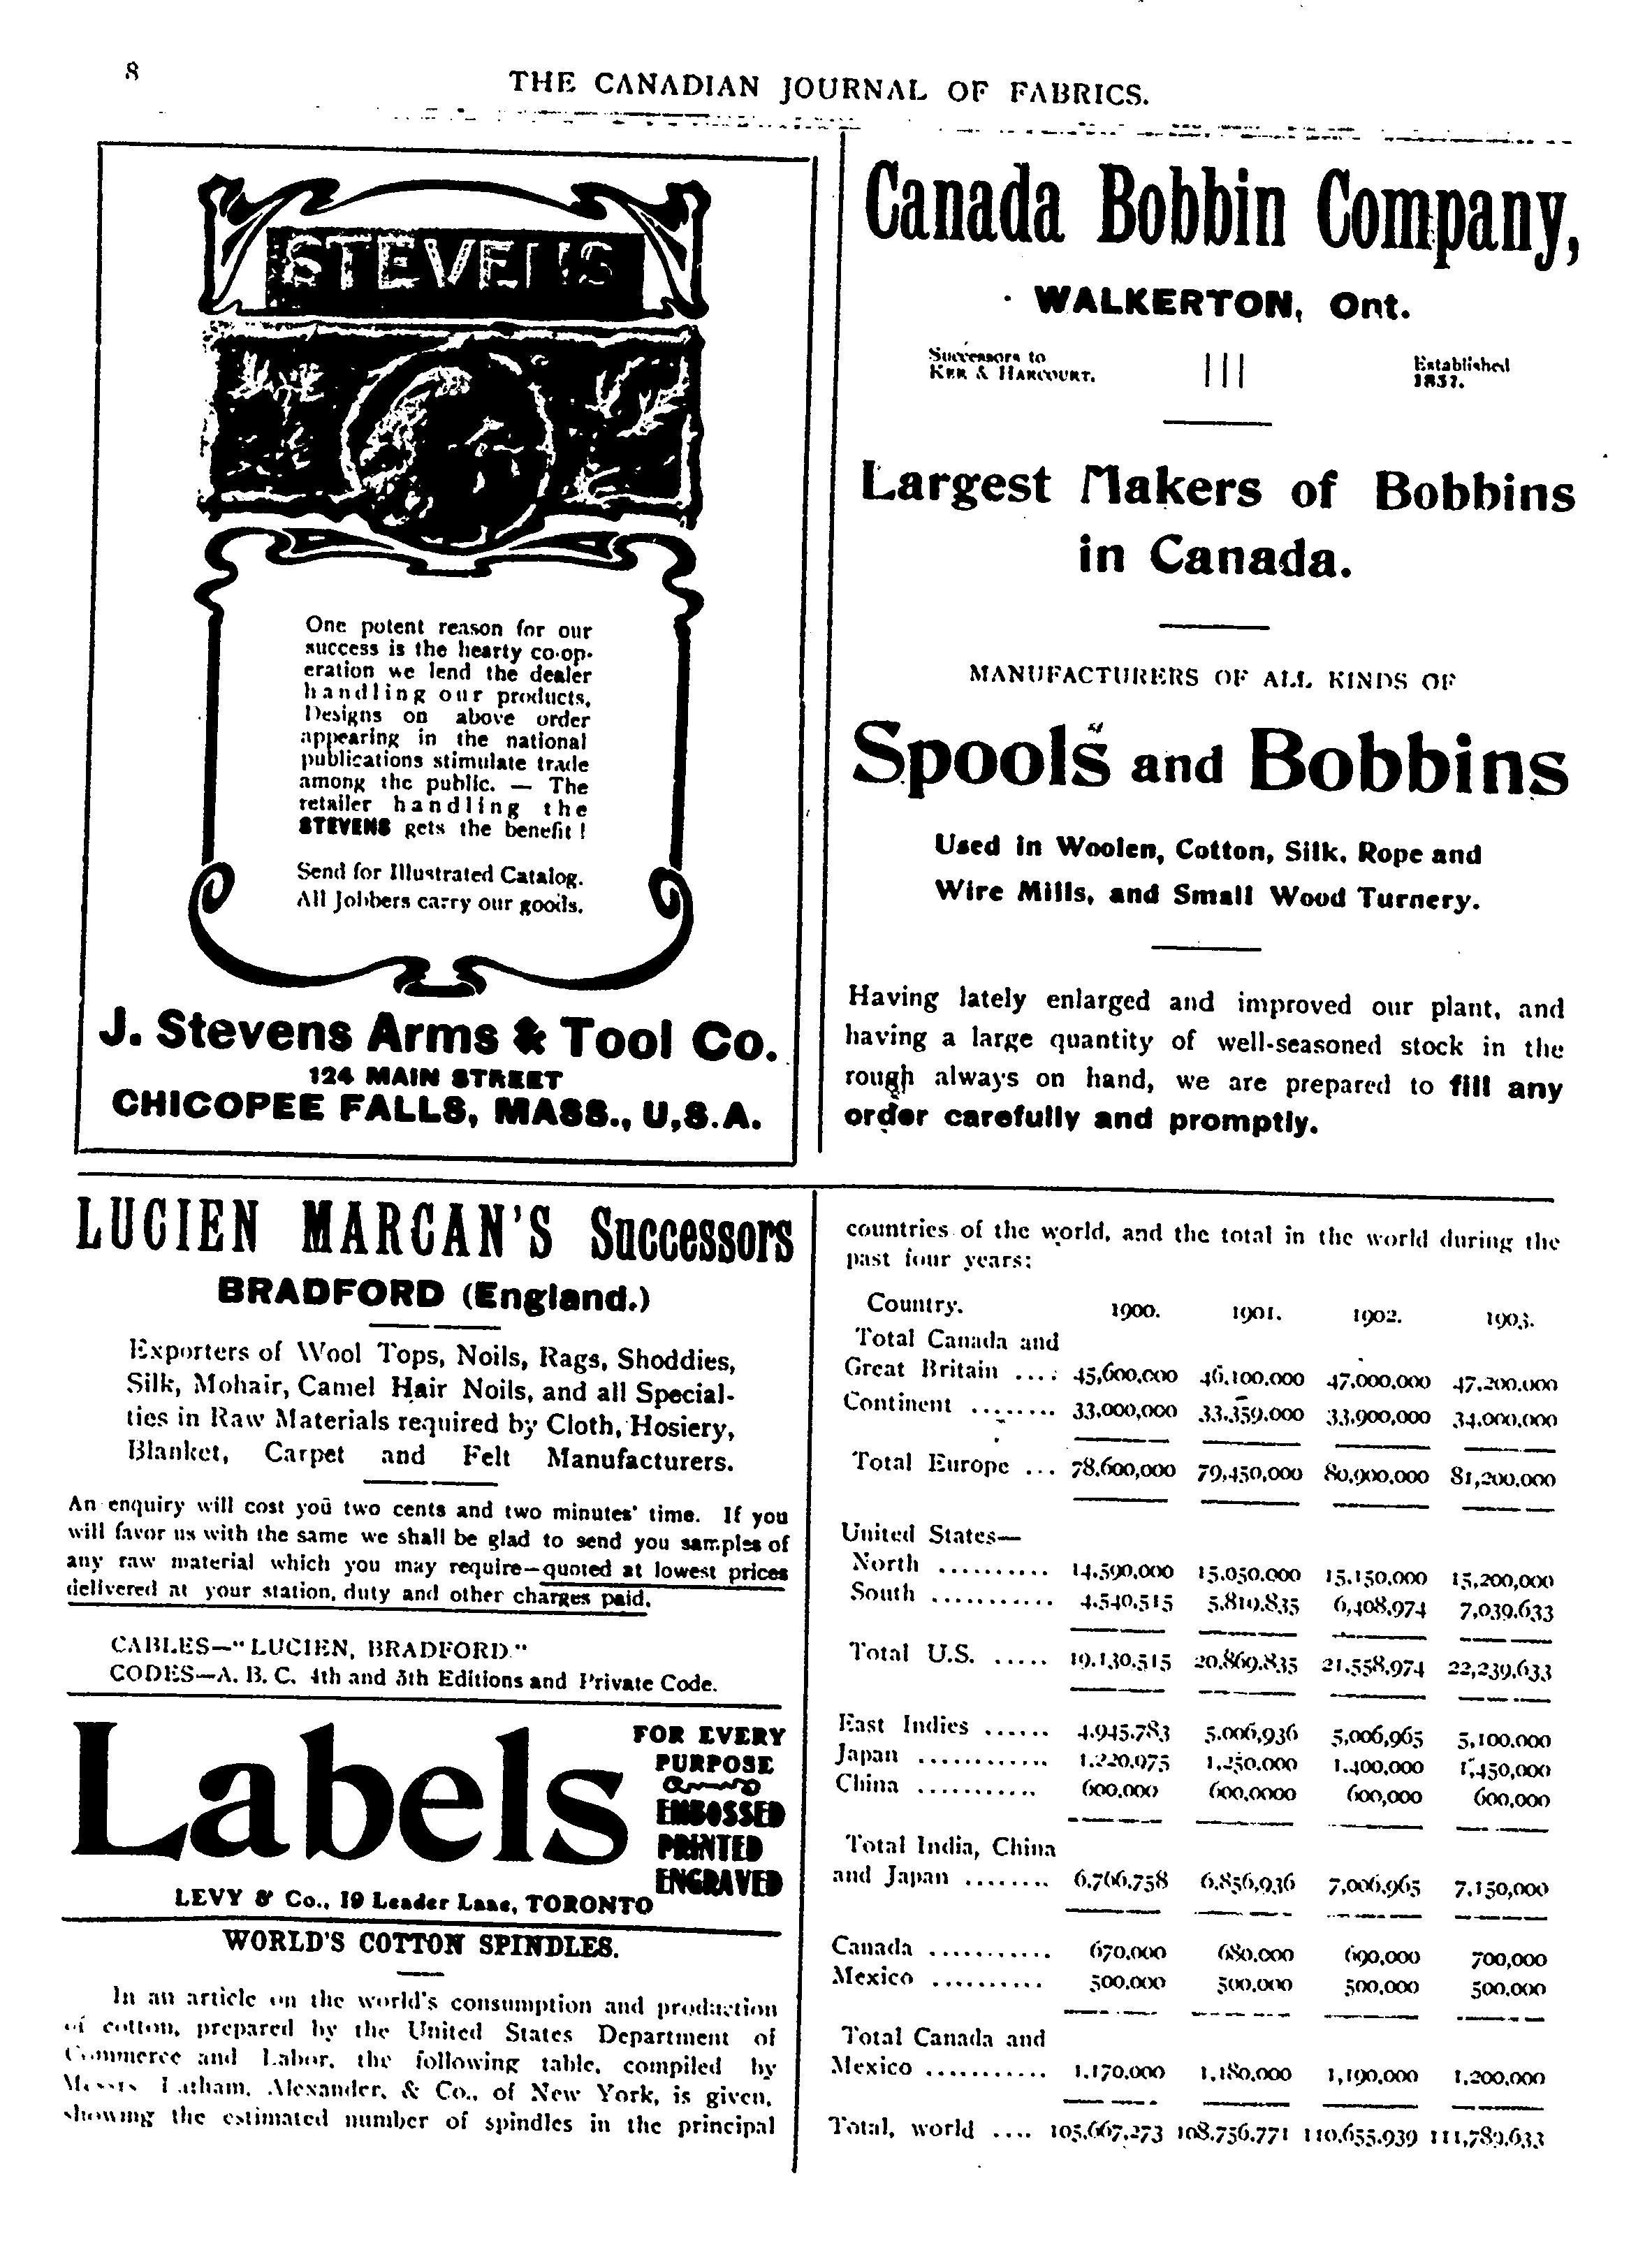 8
THE CANADIAN JOURNAL OF FABRICS.
STEVENS
One potent reason for our
success is the hearty co-op-
eration we lend the dealer
handling our products.
Designs on above order
appearing in the national
publications stimulate trade
among the public. — The
retailer handling the
STEVENS gets the benefit!
Send for Illustrated Catalog.
All Jobbers carry our goods.
J. Stevens Arms & Tool Co.
124 MAIN STREET
CHICOPEE FALLS, MASS., U.S.A.
Canada Bobbin Company,
WALKERTON, Ont.
Successors to
KER & HARCOURT.
Established
1857.
Largest Makers of Bobbins
in Canada.
MANUFACTURERS OF ALL KINDS OF
Spools and Bobbins
Used in Woolen, Cotton, Silk, Rope and
Wire Mills, and Small Wood Turnery.
Having lately enlarged and improved our plant, and
having a large quantity of well-seasoned stock in the
rough always on hand, we are prepared to fill any
order carefully and promptly.
LUCIEN MARCAN'S Successors
BRADFORD (England.)
Exporters of Wool Tops, Noils, Rags, Shoddies,
Silk, Mohair, Camel Hair Noils, and all Special-
ties in Raw Materials required by Cloth, Hosiery,
Blanket, Carpet and Felt Manufacturers.
An enquiry will cost you two cents and two minutes' time. If you
will favor us with the same we shall be glad to send you samples of
any raw material which you may require—quoted at lowest prices
delivered at your station, duty and other charges paid.
CABLES—"LUCIEN, BRADFORD."
CODES—A. B. C. 4th and 5th Editions and Private Code.
Labels
FOR EVERY
PURPOSE
EMBOSSED
PRINTED
ENGRAVED
LEVY & Co., 19 Leader Lane, TORONTO
WORLD'S COTTON SPINDLES.
In an article on the world's consumption and production
of cotton, prepared by the United States Department of
Commerce and Labor, the following table, compiled by
Messrs Latham, Alexander, & Co., of New York, is given,
showing the estimated number of spindles in the principal
countries of the world, and the total in the world during the
past four years:
Country. 1900. 1901. 1902. 1903.
Total Canada and
Great Britain .... 45,600,000 46,100,000 47,000,000 47,200,000
Continent ........ 33,000,000 33,359,000 33,900,000 34,000,000
Total Europe ... 78,600,000 79,450,000 80,900,000 81,200,000
United States—
North .......... 14,590,000 15,050,000 15,150,000 15,200,000
South ........... 4,540,515 5,819,835 6,408,974 7,039,633
Total U.S. ..... 19,130,515 20,869,835 21,558,974 22,239,633
East Indies ...... 4,945,783 5,006,936 5,006,965 5,100,000
Japan ............ 1,220,975 1,250,000 1,400,000 1,450,000
China ........... 600,000 600,0000 600,000 600,000
Total India, China
and Japan ........ 6,766,758 6,856,936 7,006,965 7,150,000
Canada ........... 670,000 680,000 690,000 700,000
Mexico .......... 500,000 500,000 500,000 500,000
Total Canada and
Mexico ........... 1,170,000 1,180,000 1,190,000 1,200,000
Total, world .... 105,667,273 108,756,771 110,655,939 111,789,633